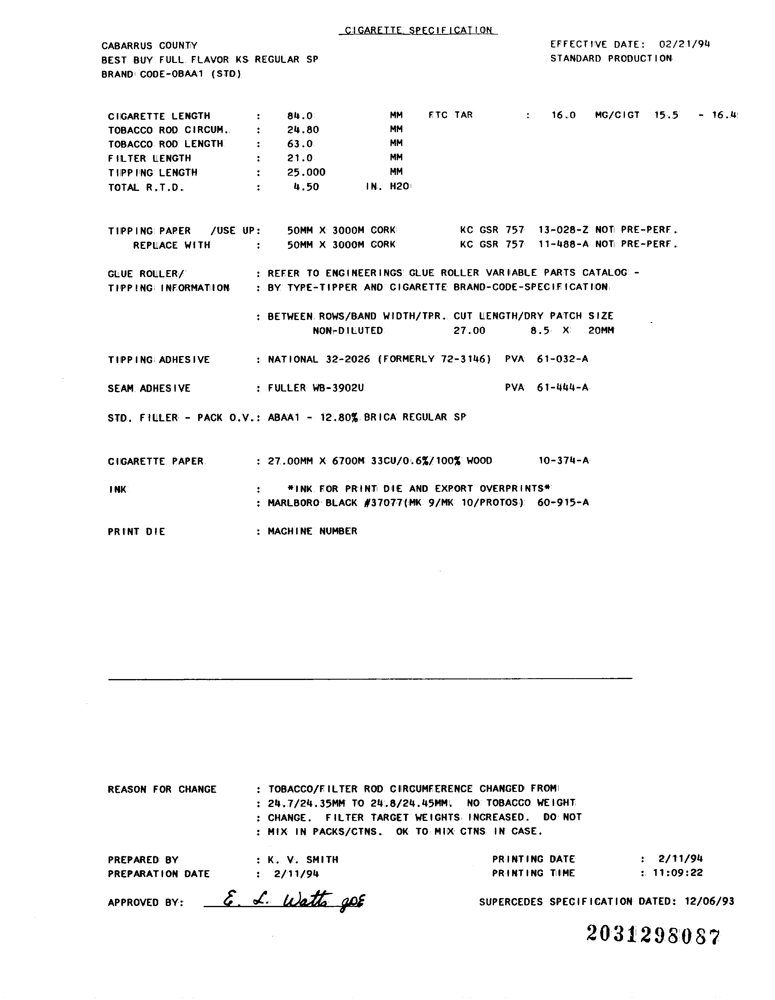 CIGARETTE SPECIFICATION
CABARRUS COUNTY EFFECTIVE DATE: 02/21/94
BEST BUY FULL FLAVOR KS REGULAR SP STANDARD PRODUCTION
BRAND CODE-0BAA1 (STD)
CIGARETTE LENGTH : 84.0 MM FTC TAR : 16.0 MG/CIGT 15.5 - 16.4
TOBACCO ROD CIRCUM. : 24.80 MM
TOBACCO ROD LENGTH : 63.0 MM
FILTER LENGTH : 21.0 MM
TIPPING LENGTH : 25.000 MM
TOTAL R.T.D. : 4.50 IN. H2O
TIPPING PAPER /USE UP: 50MM X 3000M CORK KC GSR 757 13-028-Z NOT PRE-PERF.
REPLACE WITH : 50MM X 3000M CORK KC GSR 757 11-488-A NOT PRE-PERF.
GLUE ROLLER/ : REFER TO ENGINEERINGS GLUE ROLLER VARIABLE PARTS CATALOG -
TIPPING INFORMATION : BY TYPE-TIPPER AND CIGARETTE BRAND-CODE-SPECIFICATION
: BETWEEN ROWS/BAND WIDTH/TPR. CUT LENGTH/DRY PATCH SIZE
NON-DILUTED 27.00 8.5 X 20MM
TIPPING ADHESIVE : NATIONAL 32-2026 (FORMERLY 72-3146) PVA 61-032-A
SEAM ADHESIVE : FULLER WB-3902U PVA 61-444-A
STD. FILLER - PACK O.V.: ABAA1 - 12.80% BRICA REGULAR SP
CIGARETTE PAPER : 27.00MM X 6700M 33CU/0.6%/100% WOOD 10-374-A
INK : *INK FOR PRINT DIE AND EXPORT OVERPRINTS*
: MARLBORO BLACK #37077(MK 9/MK 10/PROTOS) 60-915-A
PRINT DIE : MACHINE NUMBER
REASON FOR CHANGE : TOBACCO/FILTER ROD CIRCUMFERENCE CHANGED FROM
: 24.7/24.35MM TO 24.8/24.45MM. NO TOBACCO WEIGHT
: CHANGE. FILTER TARGET WEIGHTS INCREASED. DO NOT
: MIX IN PACKS/CTNS. OK TO MIX CTNS IN CASE.
PREPARED BY : K. V. SMITH PRINTING DATE : 2/11/94
PREPARATION DATE : 2/11/94 PRINTING TIME : 11:09:22
APPROVED BY: E. L. Watts SUPERCEDES SPECIFICATION DATED: 12/06/93
2031298087